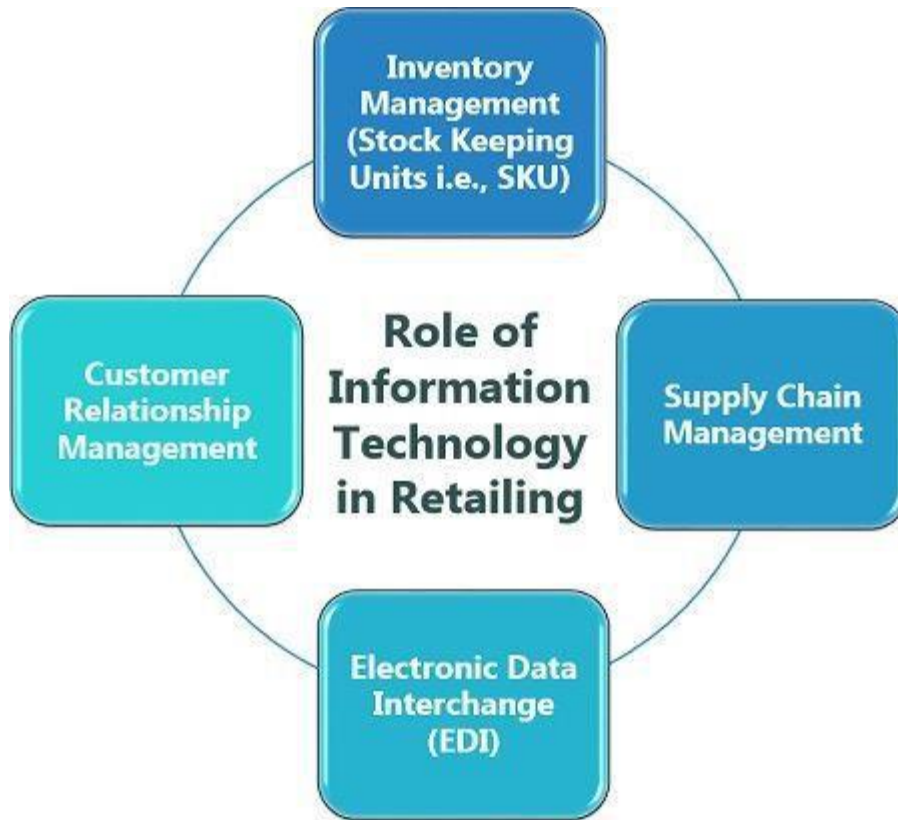 Inventory
Management
(Stock Keeping
Units i.e., SKU)
Customer
Relationship
Management
Role of
Information
Technology
in Retailing
Supply Chain
Management
Electronic Data
Interchange
(EDI)